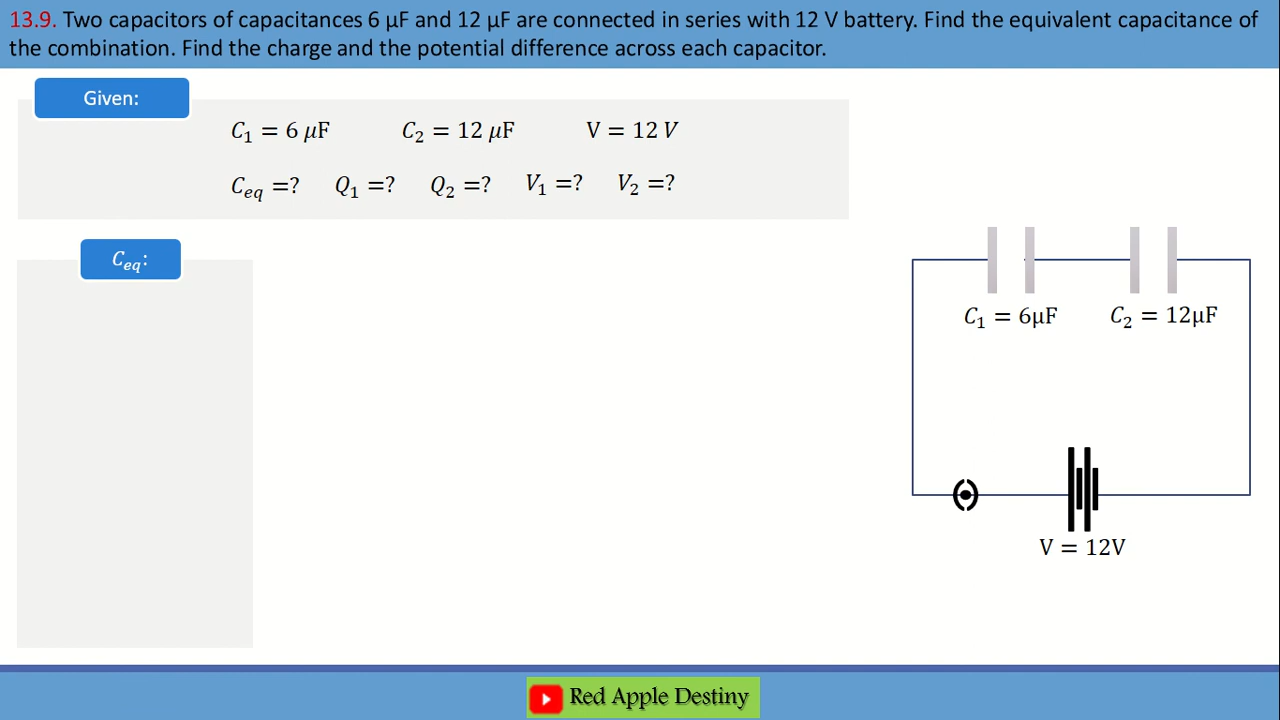 13.9. Two capacitors of capacitances 6 μF and 12 μF are connected in series with 12 V battery. Find the equivalent capacitance of
the combination. Find the charge and the potential difference across each capacitor.
Given:
C₁ = 6 μF C₂ = 12 μF V = 12 V
C_eq =? Q₁ =? Q₂ =? V₁ =? V₂ =?
C_eq:
C₁ = 6μF C₂ = 12μF
V = 12V
Red Apple Destiny